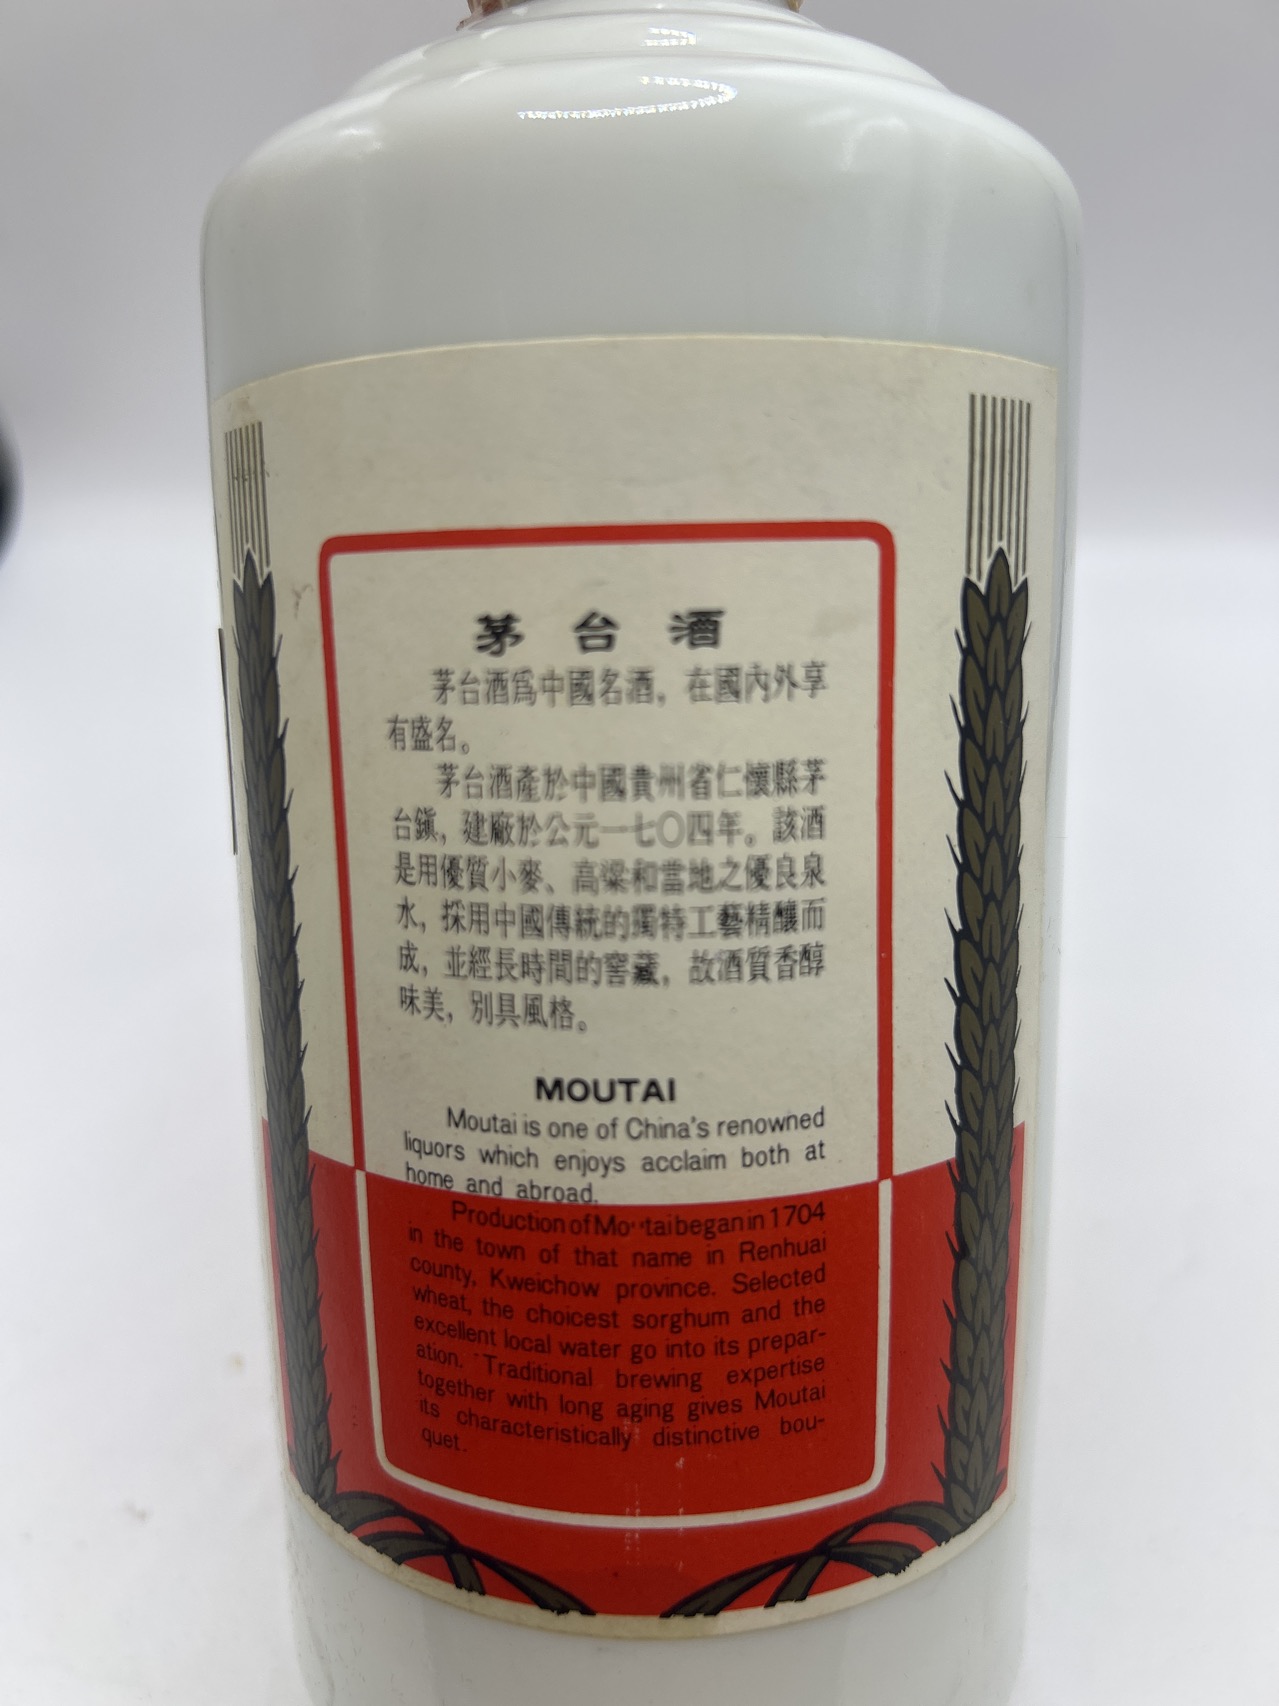 茅台酒
茅台酒爲中國名酒，在國內外享
有盛名。
茅台酒產於中國貴州省仁懷縣茅
台鎮，建廠於公元一七〇四年。該酒
是用優質小麥、高粱和當地之優良泉
水，採用中國傳統的獨特工藝精釀而
成，並經長時間的窖藏，故酒質香醇
味美，別具風格。
MOUTAI
Moutai is one of China's renowned
liquors which enjoys acclaim both at
home and abroad.
Production of Moutai began in 1704
in the town of that name in Renhuai
county, Kweichow province. Selected
wheat, the choicest sorghum and the
excellent local water go into its prepar-
ation. Traditional brewing expertise
together with long aging gives Moutai
its characteristically distinctive bou-
quet.